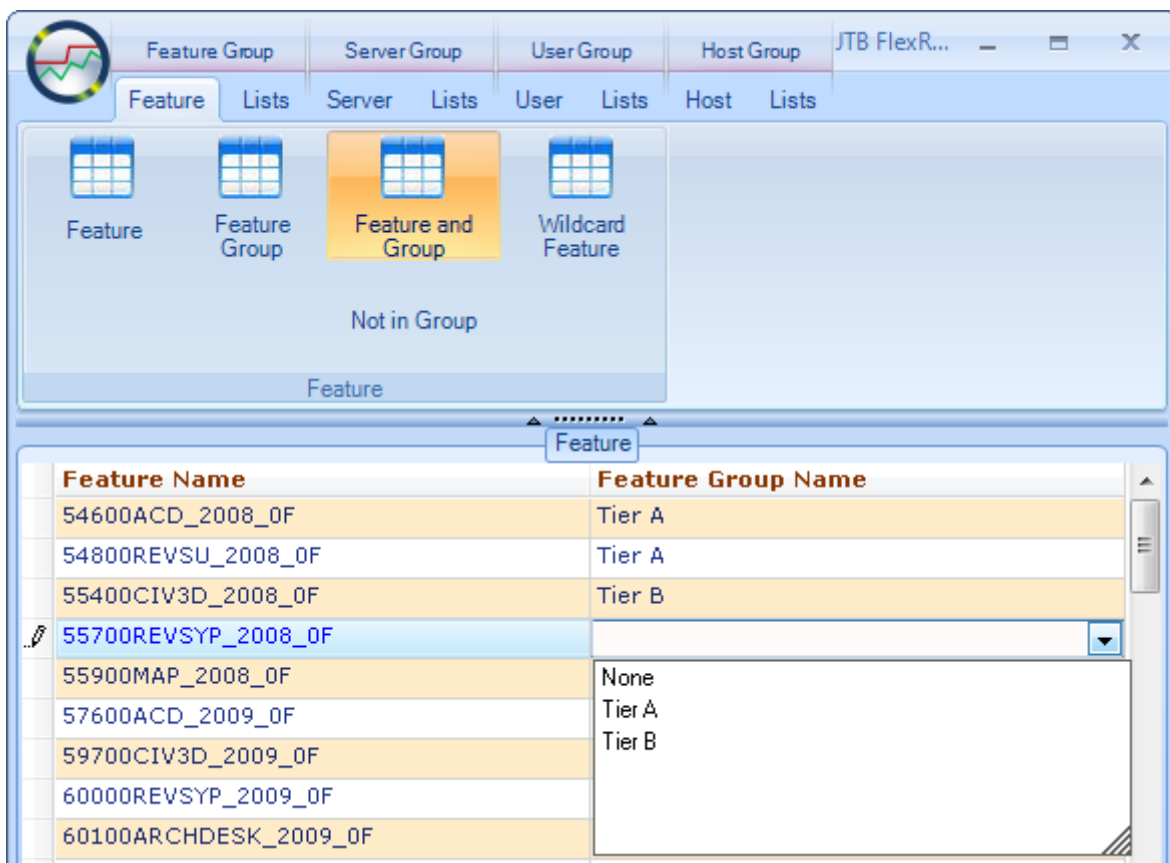 Feature Group Server Group User Group Host Group JTB FlexR...
Feature Lists Server Lists User Lists Host Lists
Feature
Feature
Group
Feature and
Group
Wildcard
Feature
Not in Group
Feature
Feature
Feature Name Feature Group Name
54600ACD_2008_0F Tier A
54800REVSU_2008_0F Tier A
55400CIV3D_2008_0F Tier B
55700REVSYP_2008_0F
55900MAP_2008_0F None
57600ACD_2009_0F Tier A
59700CIV3D_2009_0F Tier B
60000REVSYP_2009_0F
60100ARCHDESK_2009_0F